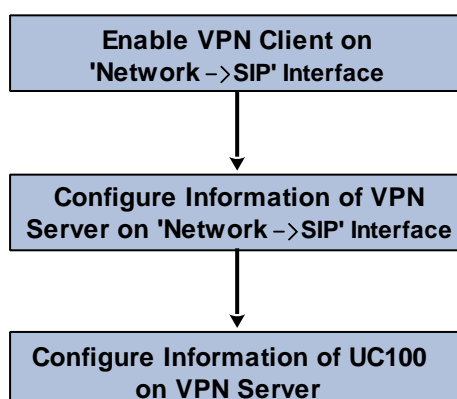 Enable VPN Client on
'Network –>SIP' Interface
Configure Information of VPN
Server on 'Network –>SIP' Interface
Configure Information of UC100
on VPN Server